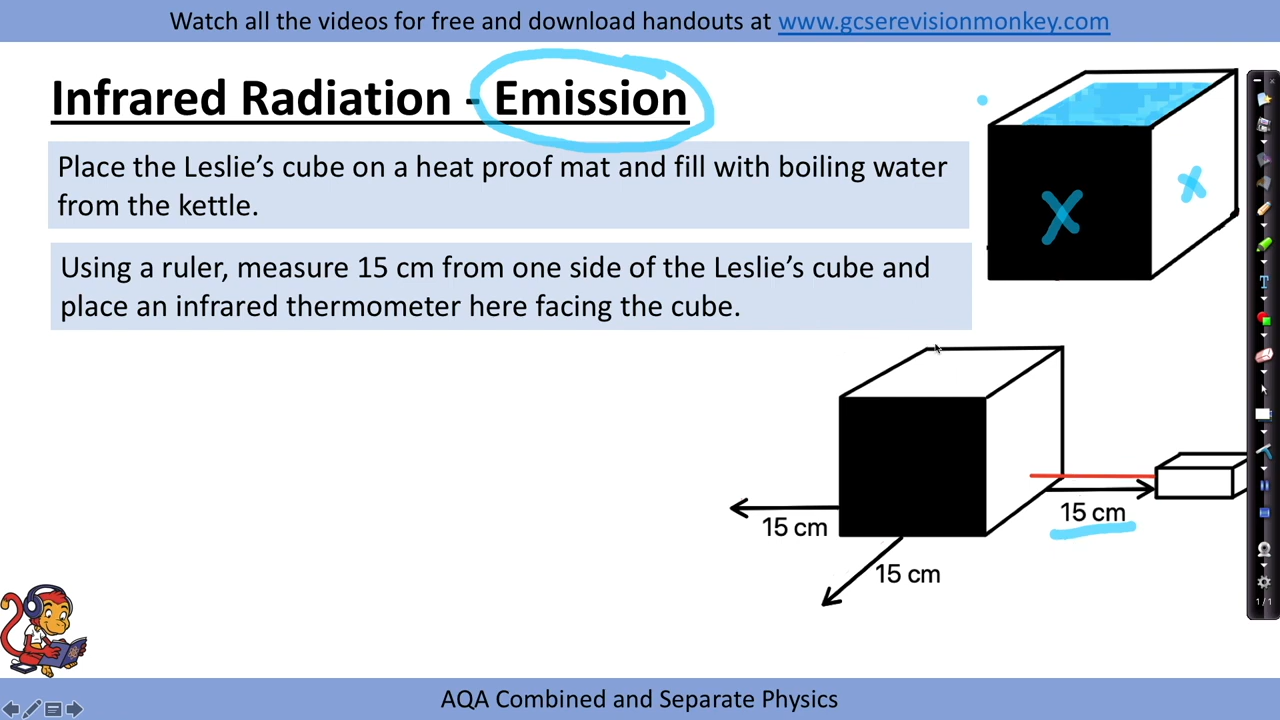 Watch all the videos for free and download handouts at www.gcserevisionmonkey.com
Infrared Radiation - Emission
Place the Leslie’s cube on a heat proof mat and fill with boiling water
from the kettle.
Using a ruler, measure 15 cm from one side of the Leslie’s cube and
place an infrared thermometer here facing the cube.
X
x
15 cm
15 cm
15 cm
T
1/1
AQA Combined and Separate Physics